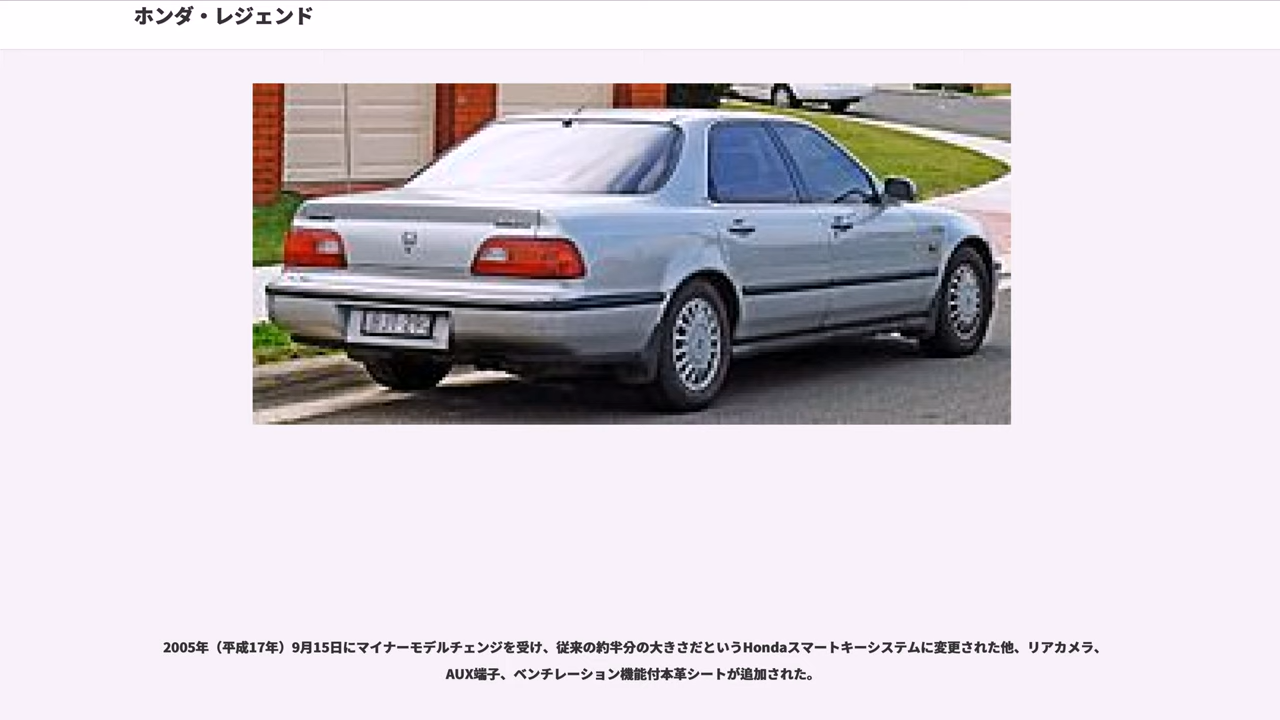 ホンダ・レジェンド
2005年（平成17年）9月15日にマイナーモデルチェンジを受け、従来の約半分の大きさだというHondaスマートキーシステムに変更された他、リアカメラ、
AUX端子、ベンチレーション機能付本革シートが追加された。